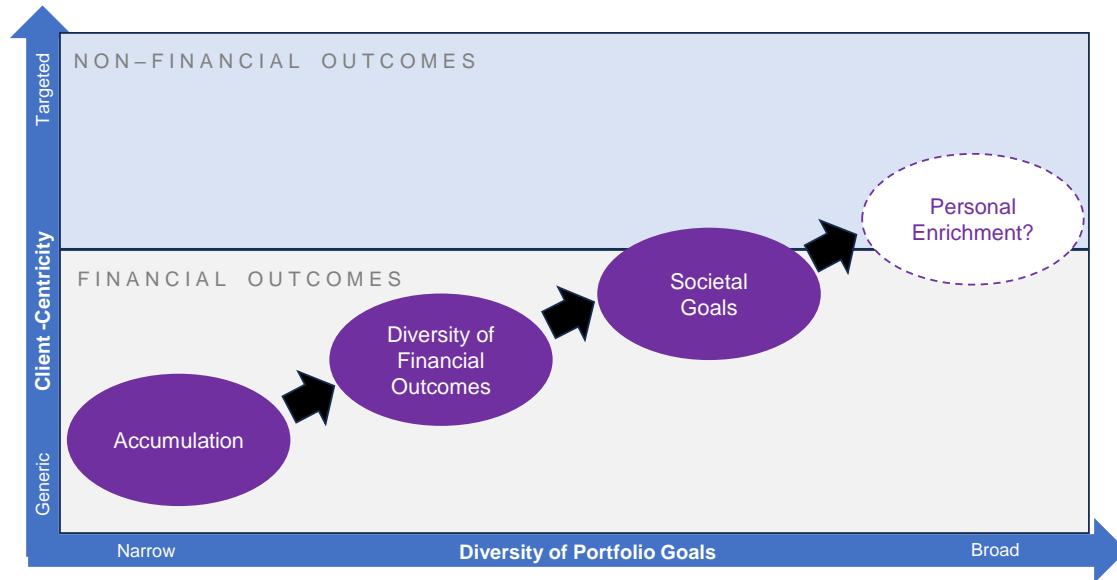 NON–FINANCIAL OUTCOMES
Targeted
Personal
Enrichment?
Client -Centricity
FINANCIAL OUTCOMES
Societal
Goals
Diversity of
Financial
Outcomes
Accumulation
Generic
Narrow
Diversity of Portfolio Goals
Broad